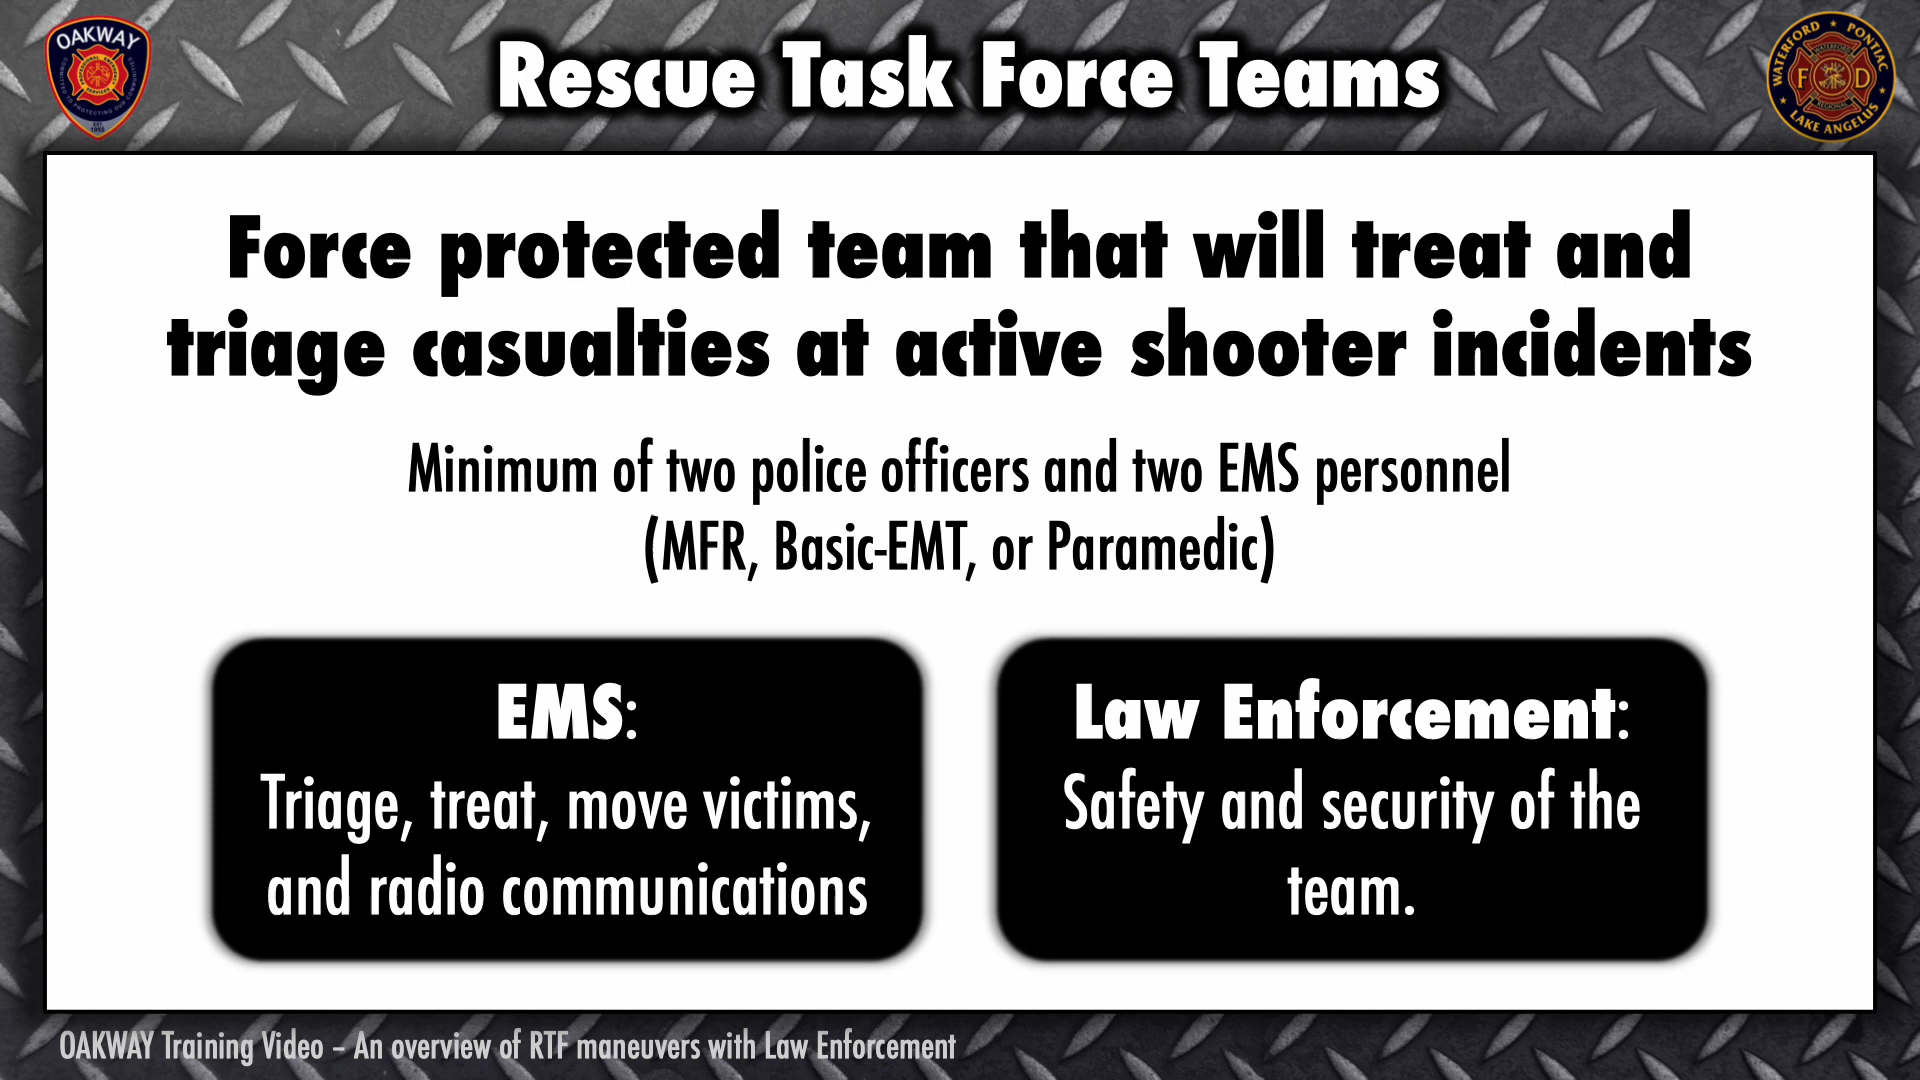 OAKWAY
Rescue Task Force Teams
WATERFORD ★ PONTIAC
WATERFORD
F D
REGIONAL
LAKE ANGELUS
1955
Force protected team that will treat and
triage casualties at active shooter incidents
Minimum of two police officers and two EMS personnel
(MFR, Basic-EMT, or Paramedic)
EMS:
Triage, treat, move victims,
and radio communications
Law Enforcement:
Safety and security of the
team.
OAKWAY Training Video – An overview of RTF maneuvers with Law Enforcement